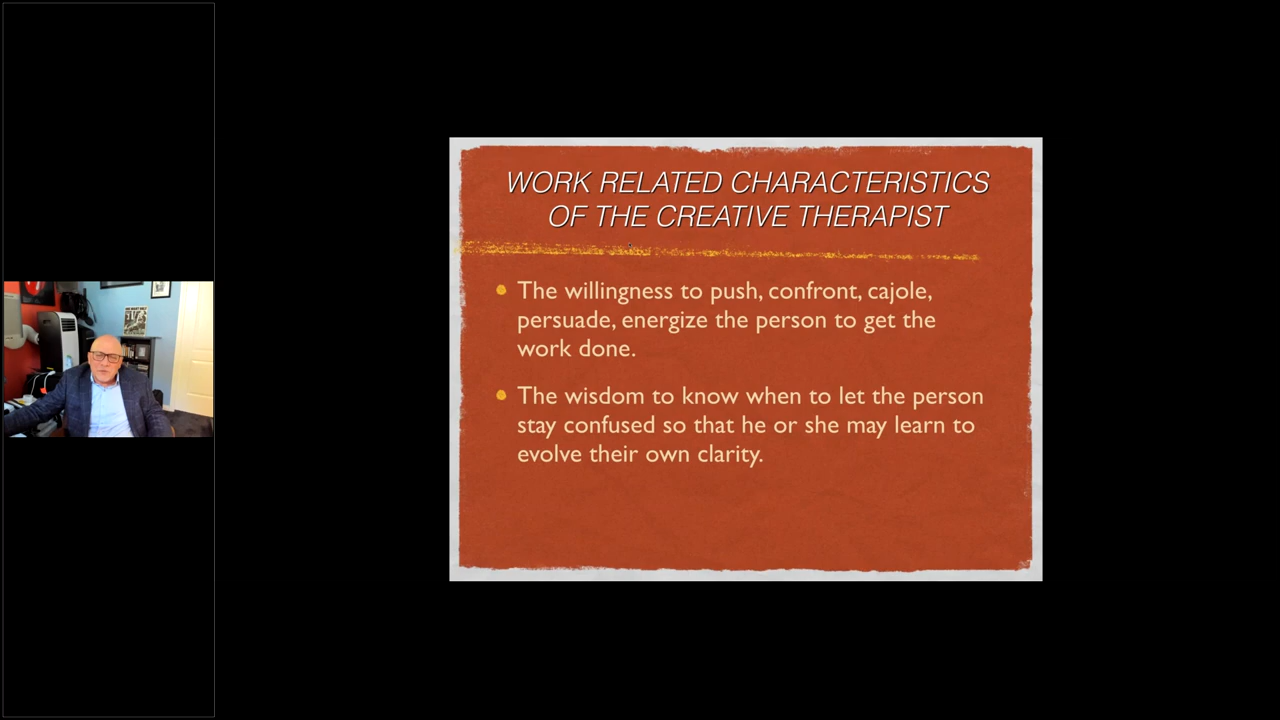 WORK RELATED CHARACTERISTICS
OF THE CREATIVE THERAPIST
The willingness to push, confront, cajole,
persuade, energize the person to get the
work done.
The wisdom to know when to let the person
stay confused so that he or she may learn to
evolve their own clarity.